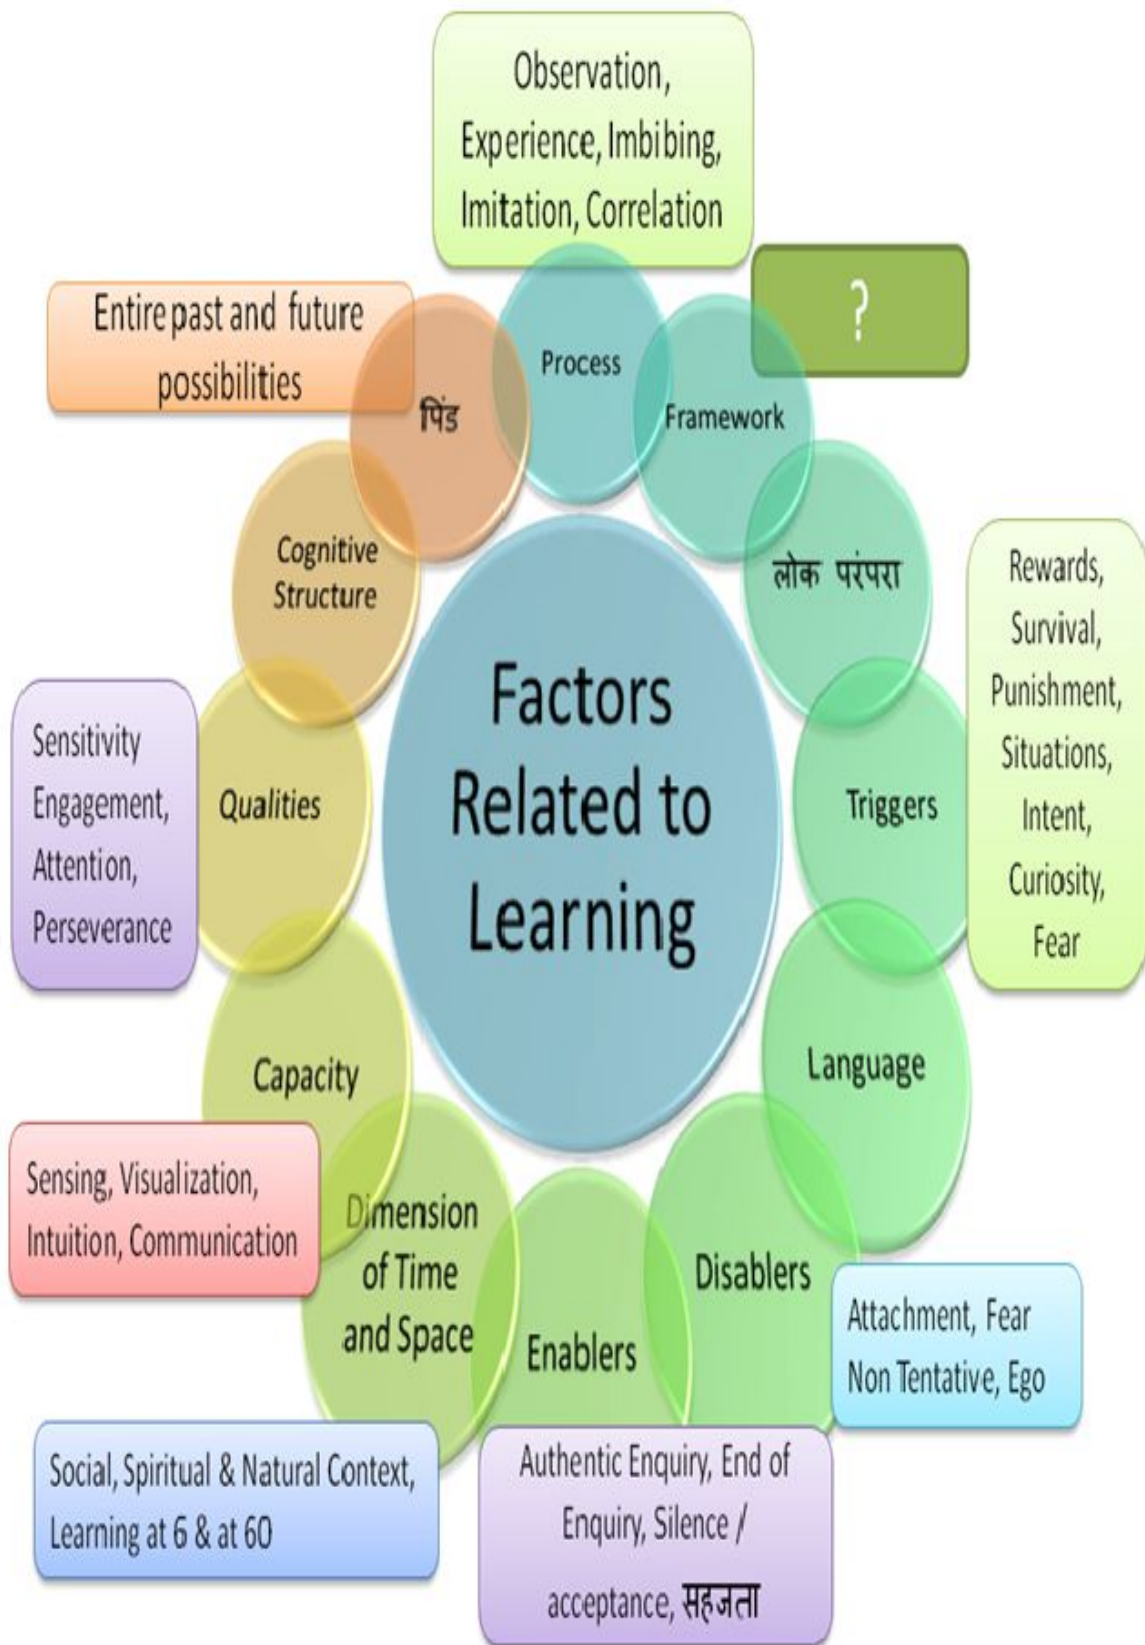 Observation,
Experience, Imbibing,
Imitation, Correlation
?
Entire past and future
possibilities
Process
पिंड
Framework
Cognitive
Structure
लोक परंपरा
Rewards,
Survival,
Punishment,
Situations,
Intent,
Curiosity,
Fear
Factors
Related to
Learning
Sensitivity
Engagement,
Attention,
Perseverance
Qualities
Triggers
Capacity
Language
Sensing, Visualization,
Intuition, Communication
Dimension
of Time
and Space
Enablers
Disablers
Attachment, Fear
Non Tentative, Ego
Social, Spiritual & Natural Context,
Learning at 6 & at 60
Authentic Enquiry, End of
Enquiry, Silence /
acceptance, सहजता